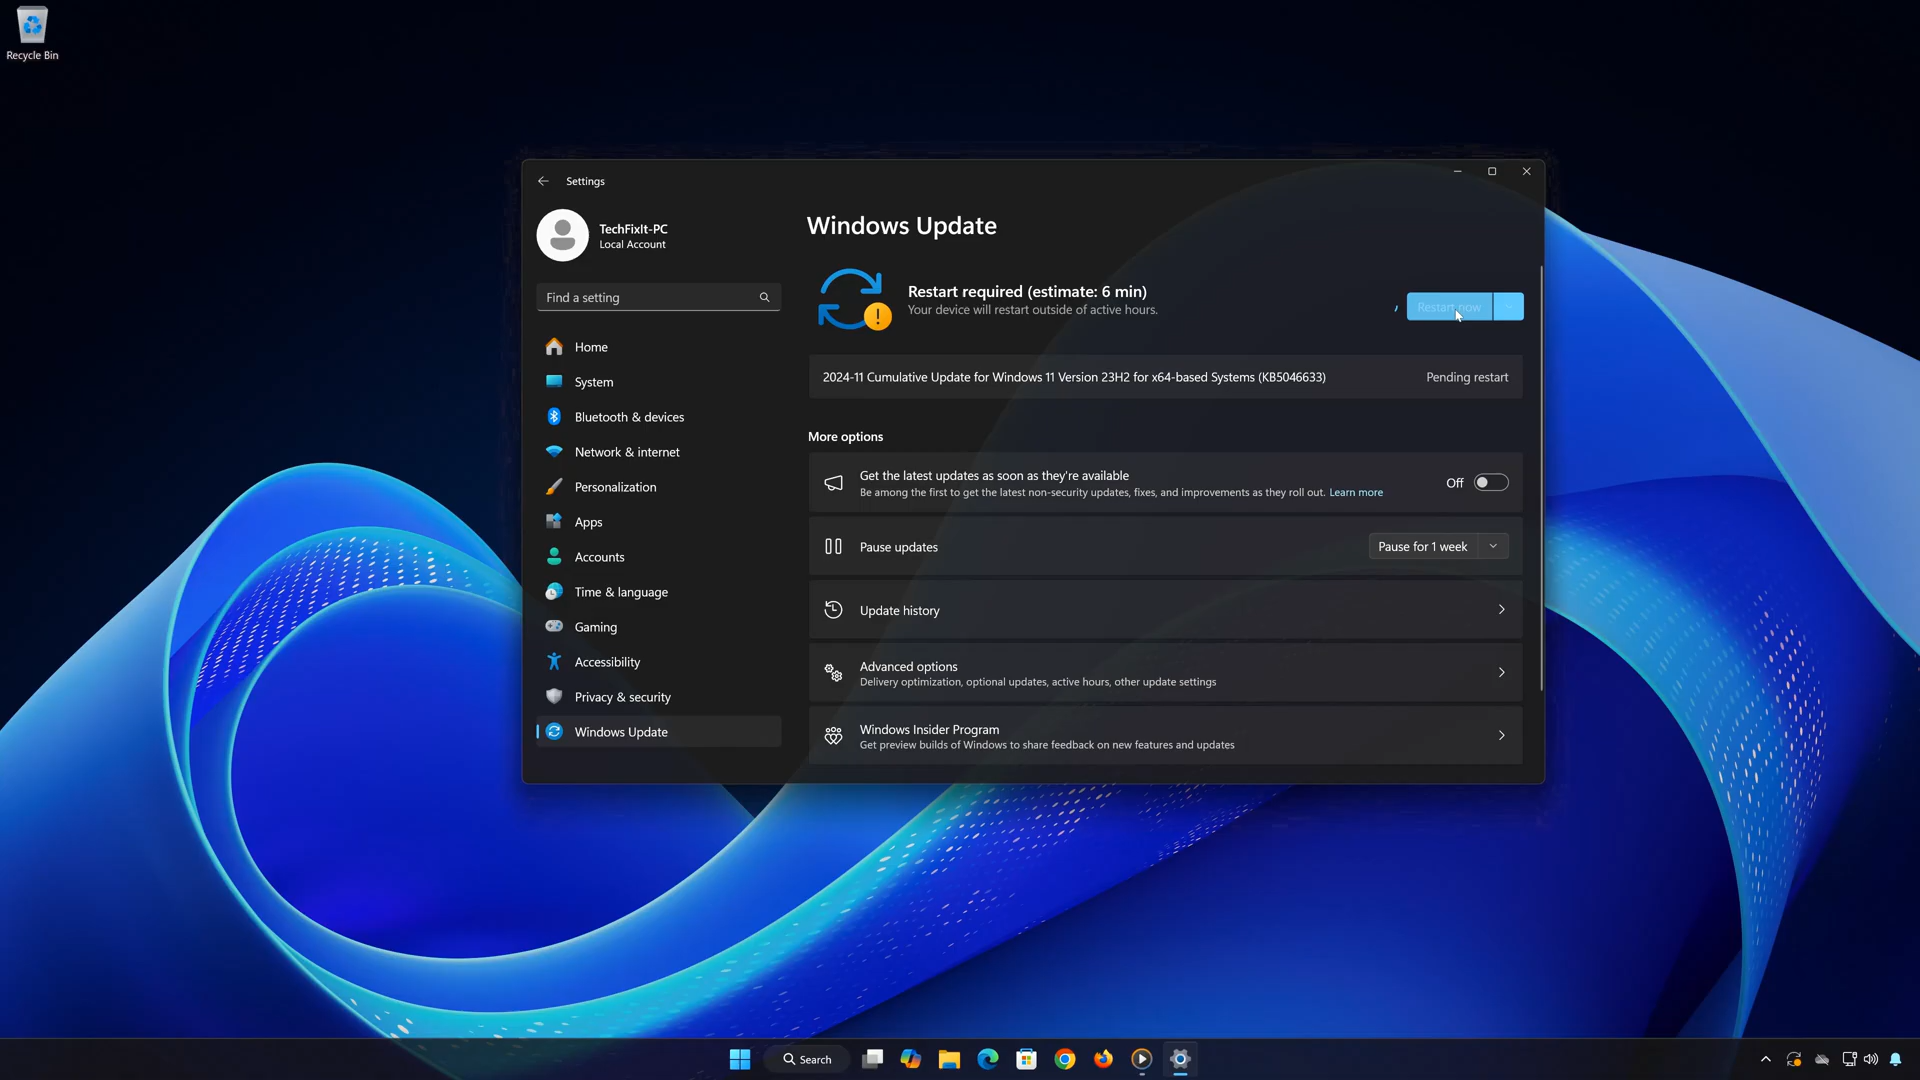 Recycle Bin
Settings
TechFixIt-PC
Local Account
Find a setting
Home
System
Bluetooth & devices
Network & internet
Personalization
Apps
Accounts
Time & language
Gaming
Accessibility
Privacy & security
Windows Update
Windows Update
Restart required (estimate: 6 min)
Your device will restart outside of active hours.
Restart now
2024-11 Cumulative Update for Windows 11 Version 23H2 for x64-based Systems (KB5046633)
Pending restart
More options
Get the latest updates as soon as they're available
Be among the first to get the latest non-security updates, fixes, and improvements as they roll out. Learn more
Off
Pause updates
Pause for 1 week
Update history
Advanced options
Delivery optimization, optional updates, active hours, other update settings
Windows Insider Program
Get preview builds of Windows to share feedback on new features and updates
Search